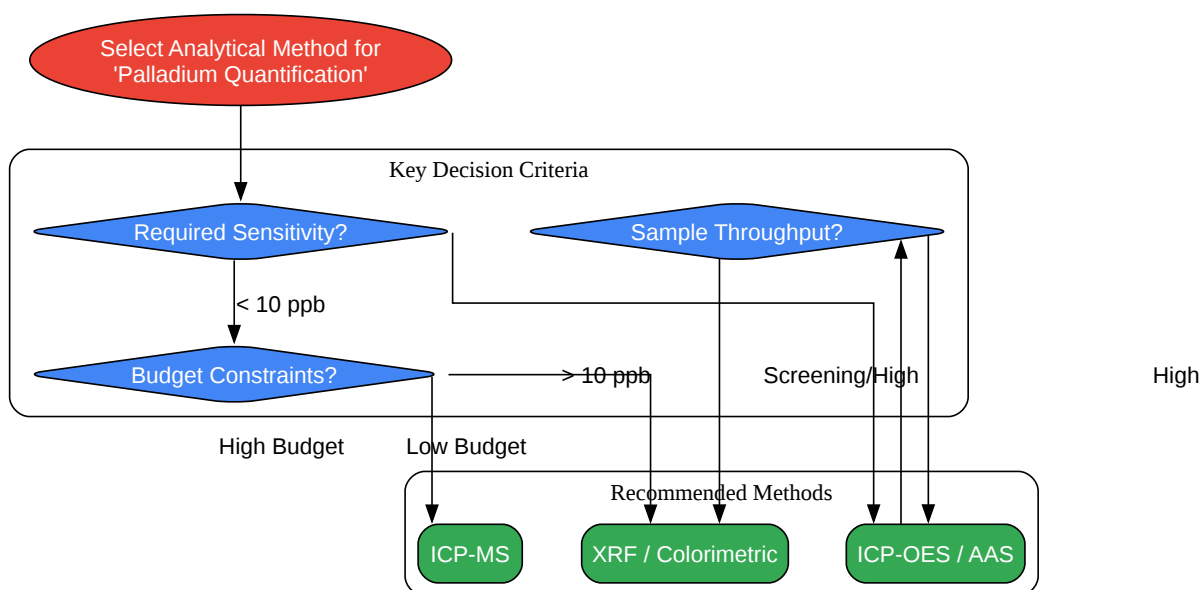 Select Analytical Method for
'Palladium Quantification'
Key Decision Criteria
Required Sensitivity?
Sample Throughput?
< 10 ppb
Budget Constraints?
> 10 ppb
Screening/High
High
High Budget
Low Budget
Recommended Methods
ICP-MS
XRF / Colorimetric
ICP-OES / AAS